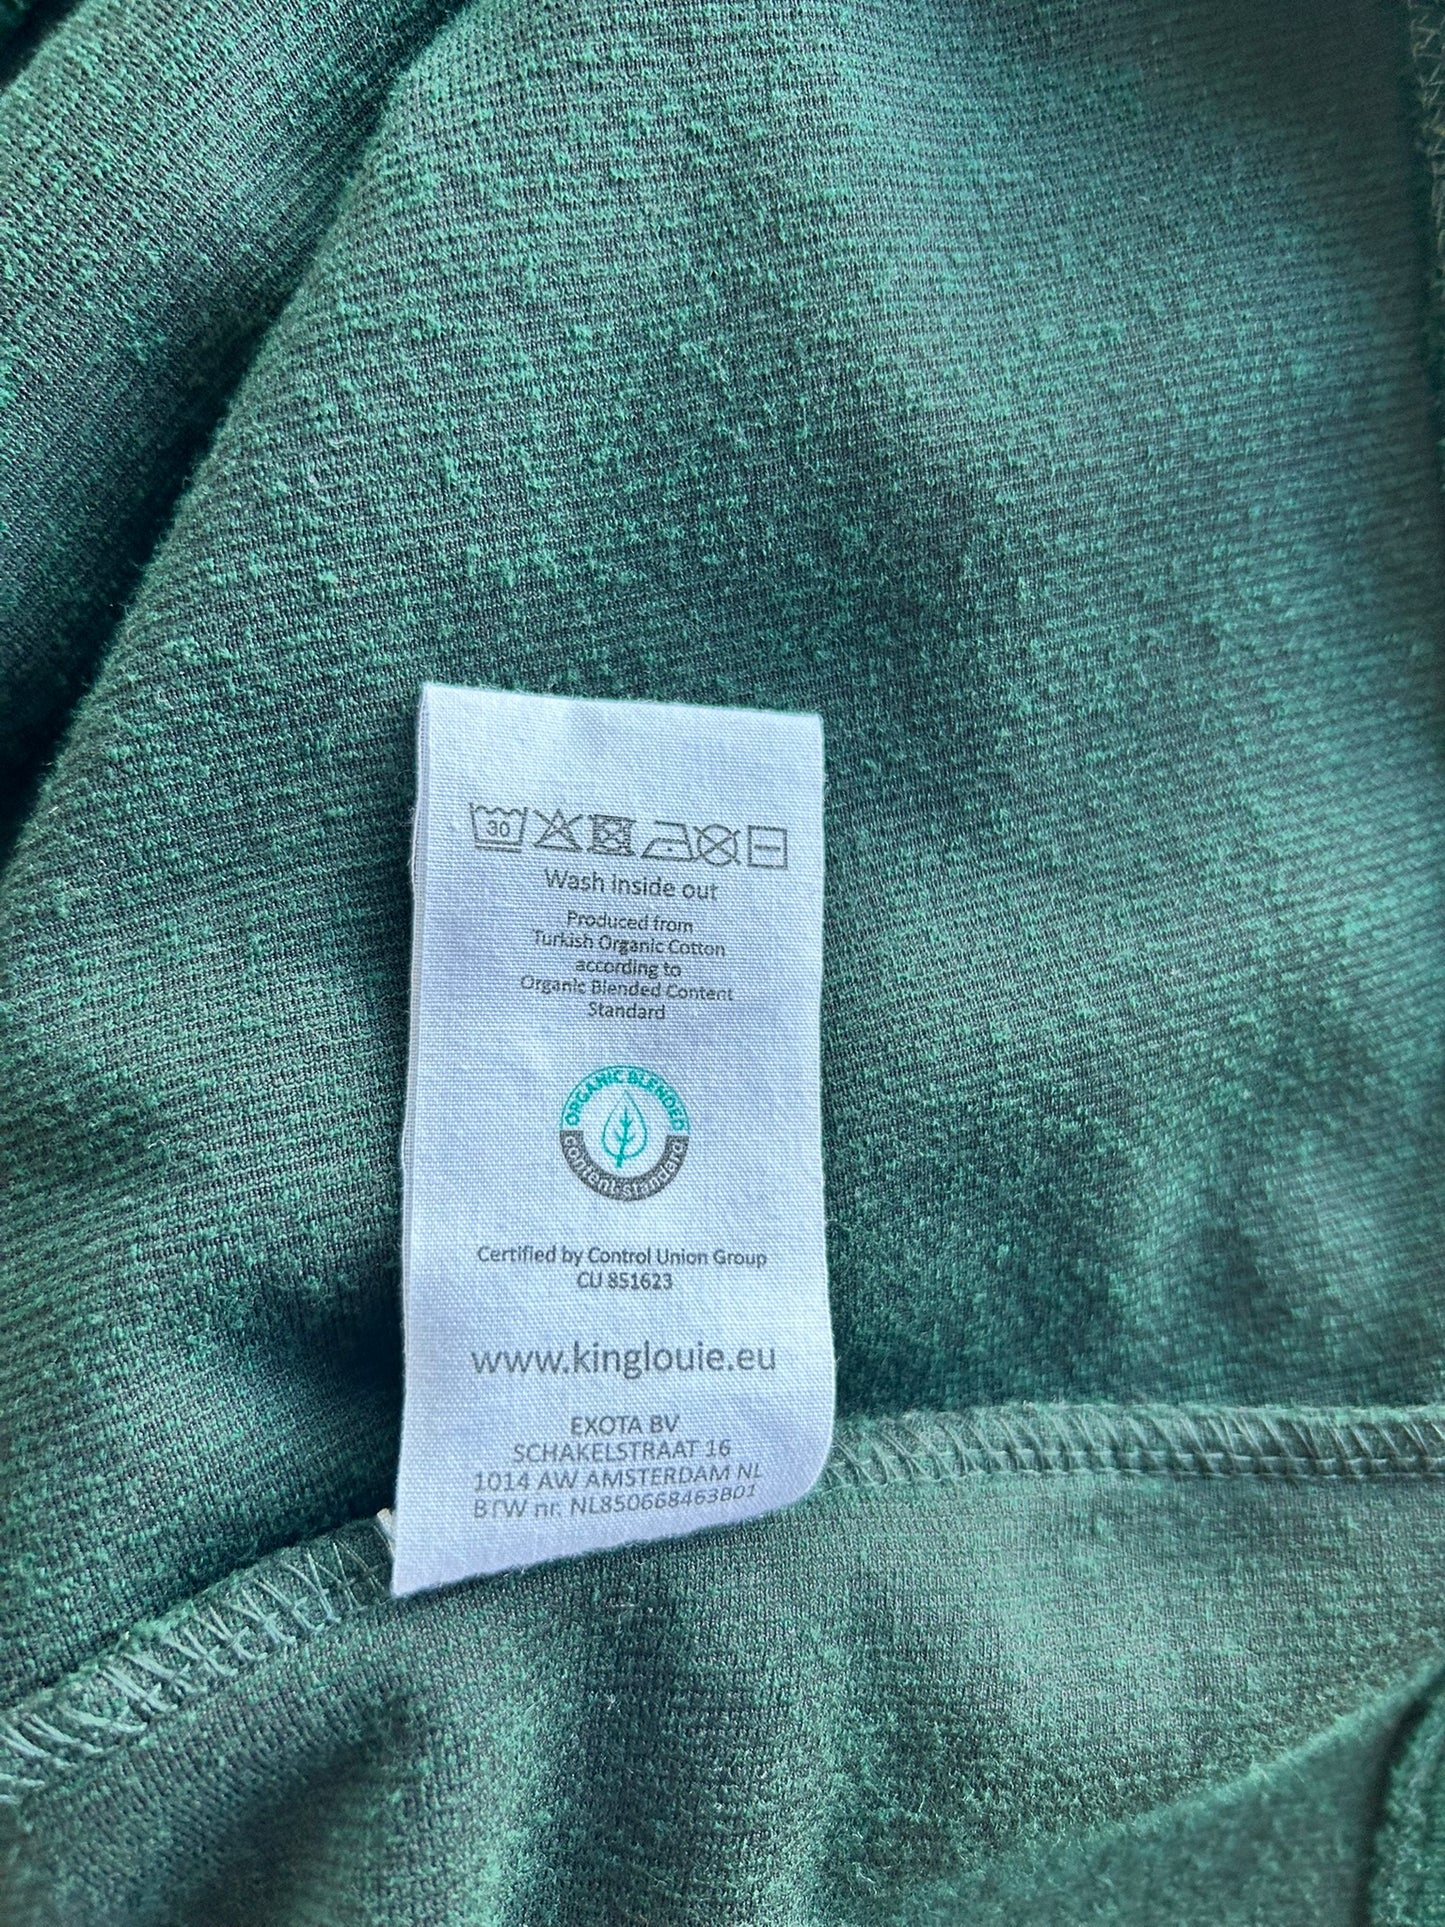 30
Wash inside out
Produced from
Turkish Organic Cotton
according to
Organic Blended Content
Standard
ORGANIC BLENDED
content standard
Certified by Control Union Group
CU 851623
www.kinglouie.eu
EXOTA BV
SCHAKELSTRAAT 16
1014 AW AMSTERDAM NL
BTW nr. NL850668463B01